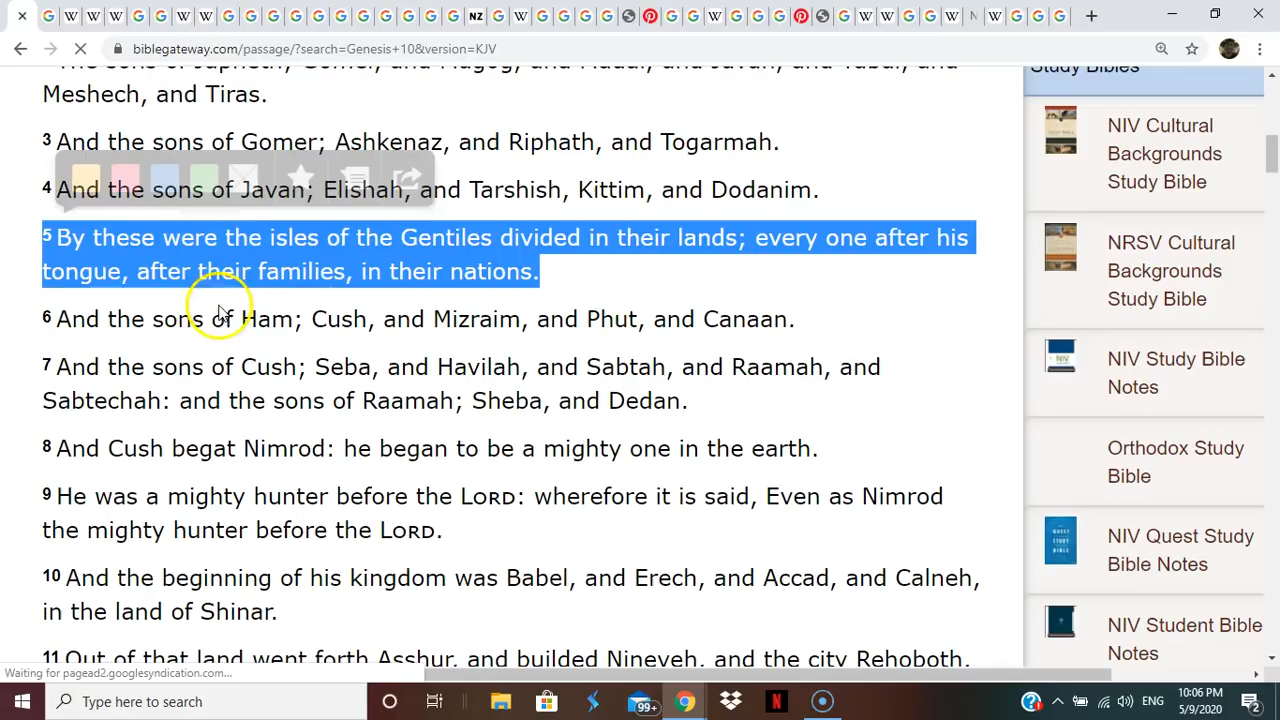 biblegateway.com/passage/?search=Genesis+10&version=KJV
Meshech, and Tiras.
3 And the sons of Gomer; Ashkenaz, and Riphath, and Togarmah.
4 And the sons of Javan; Elishah, and Tarshish, Kittim, and Dodanim.
5 By these were the isles of the Gentiles divided in their lands; every one after his
tongue, after their families, in their nations.
6 And the sons of Ham; Cush, and Mizraim, and Phut, and Canaan.
7 And the sons of Cush; Seba, and Havilah, and Sabtah, and Raamah, and
Sabtechah: and the sons of Raamah; Sheba, and Dedan.
8 And Cush begat Nimrod: he began to be a mighty one in the earth.
9 He was a mighty hunter before the LORD: wherefore it is said, Even as Nimrod
the mighty hunter before the LORD.
10 And the beginning of his kingdom was Babel, and Erech, and Accad, and Calneh,
in the land of Shinar.
11 Out of that land went forth Asshur, and builded Nineveh, and the city Rehoboth,
Study Bibles
NIV Cultural
Backgrounds
Study Bible
NRSV Cultural
Backgrounds
Study Bible
NIV Study Bible
Notes
Orthodox Study
Bible
NIV Quest Study
Bible Notes
NIV Student Bible
Notes
Waiting for pagead2.googlesyndication.com...
Type here to search
99+
N
ENG
10:06 PM
5/9/2020
2